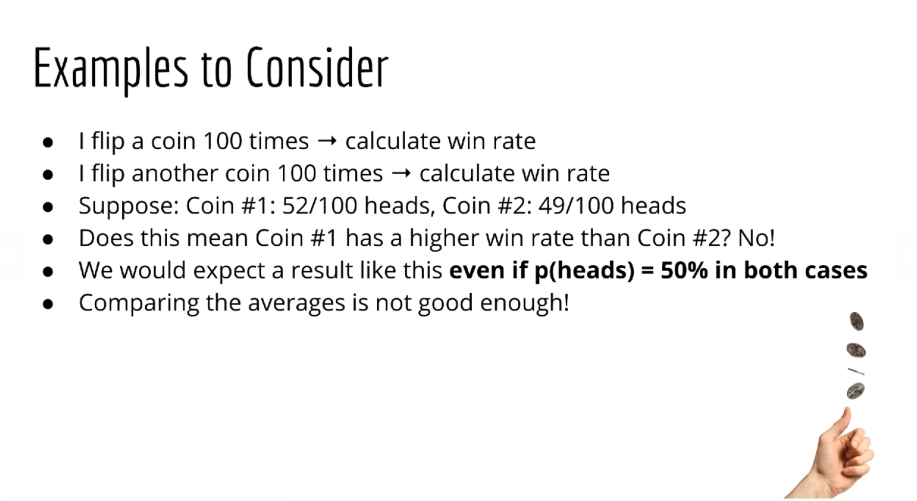 Examples to Consider
● I flip a coin 100 times → calculate win rate
● I flip another coin 100 times → calculate win rate
● Suppose: Coin #1: 52/100 heads, Coin #2: 49/100 heads
● Does this mean Coin #1 has a higher win rate than Coin #2? No!
● We would expect a result like this even if p(heads) = 50% in both cases
● Comparing the averages is not good enough!